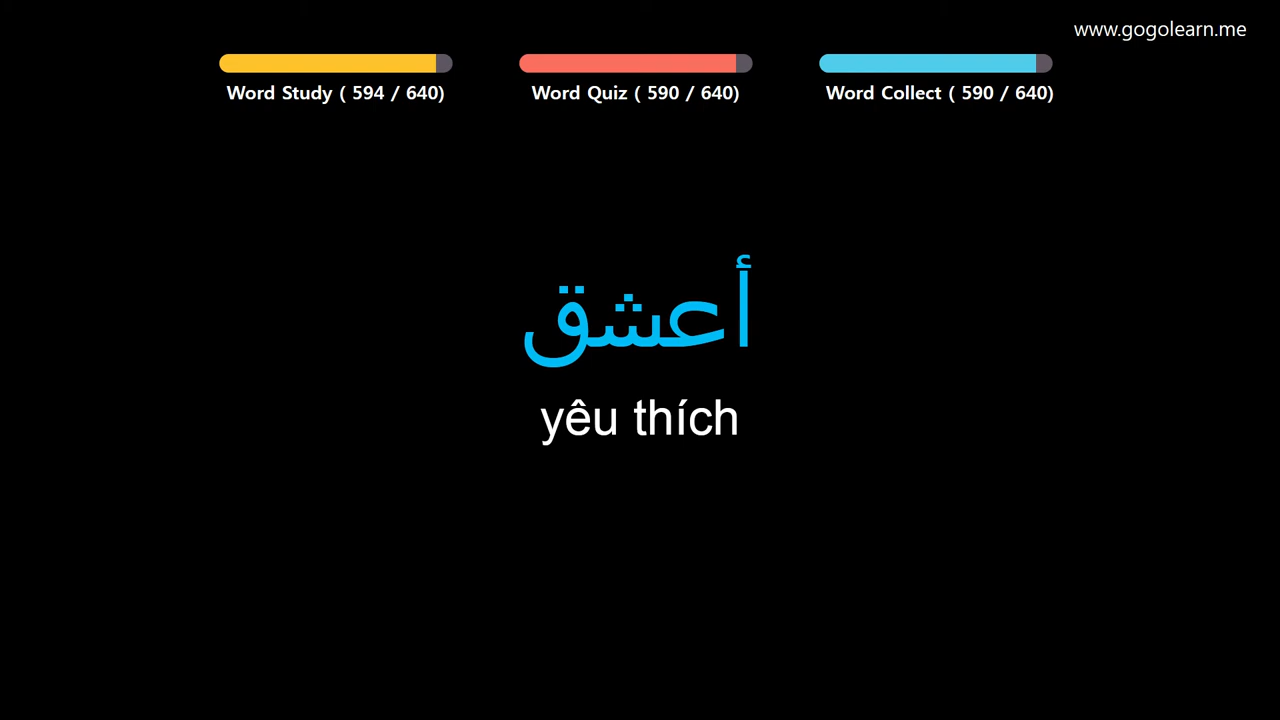 www.gogolearn.me
Word Study ( 594 / 640)
Word Quiz ( 590 / 640)
Word Collect ( 590 / 640)
أعشق
yêu thích